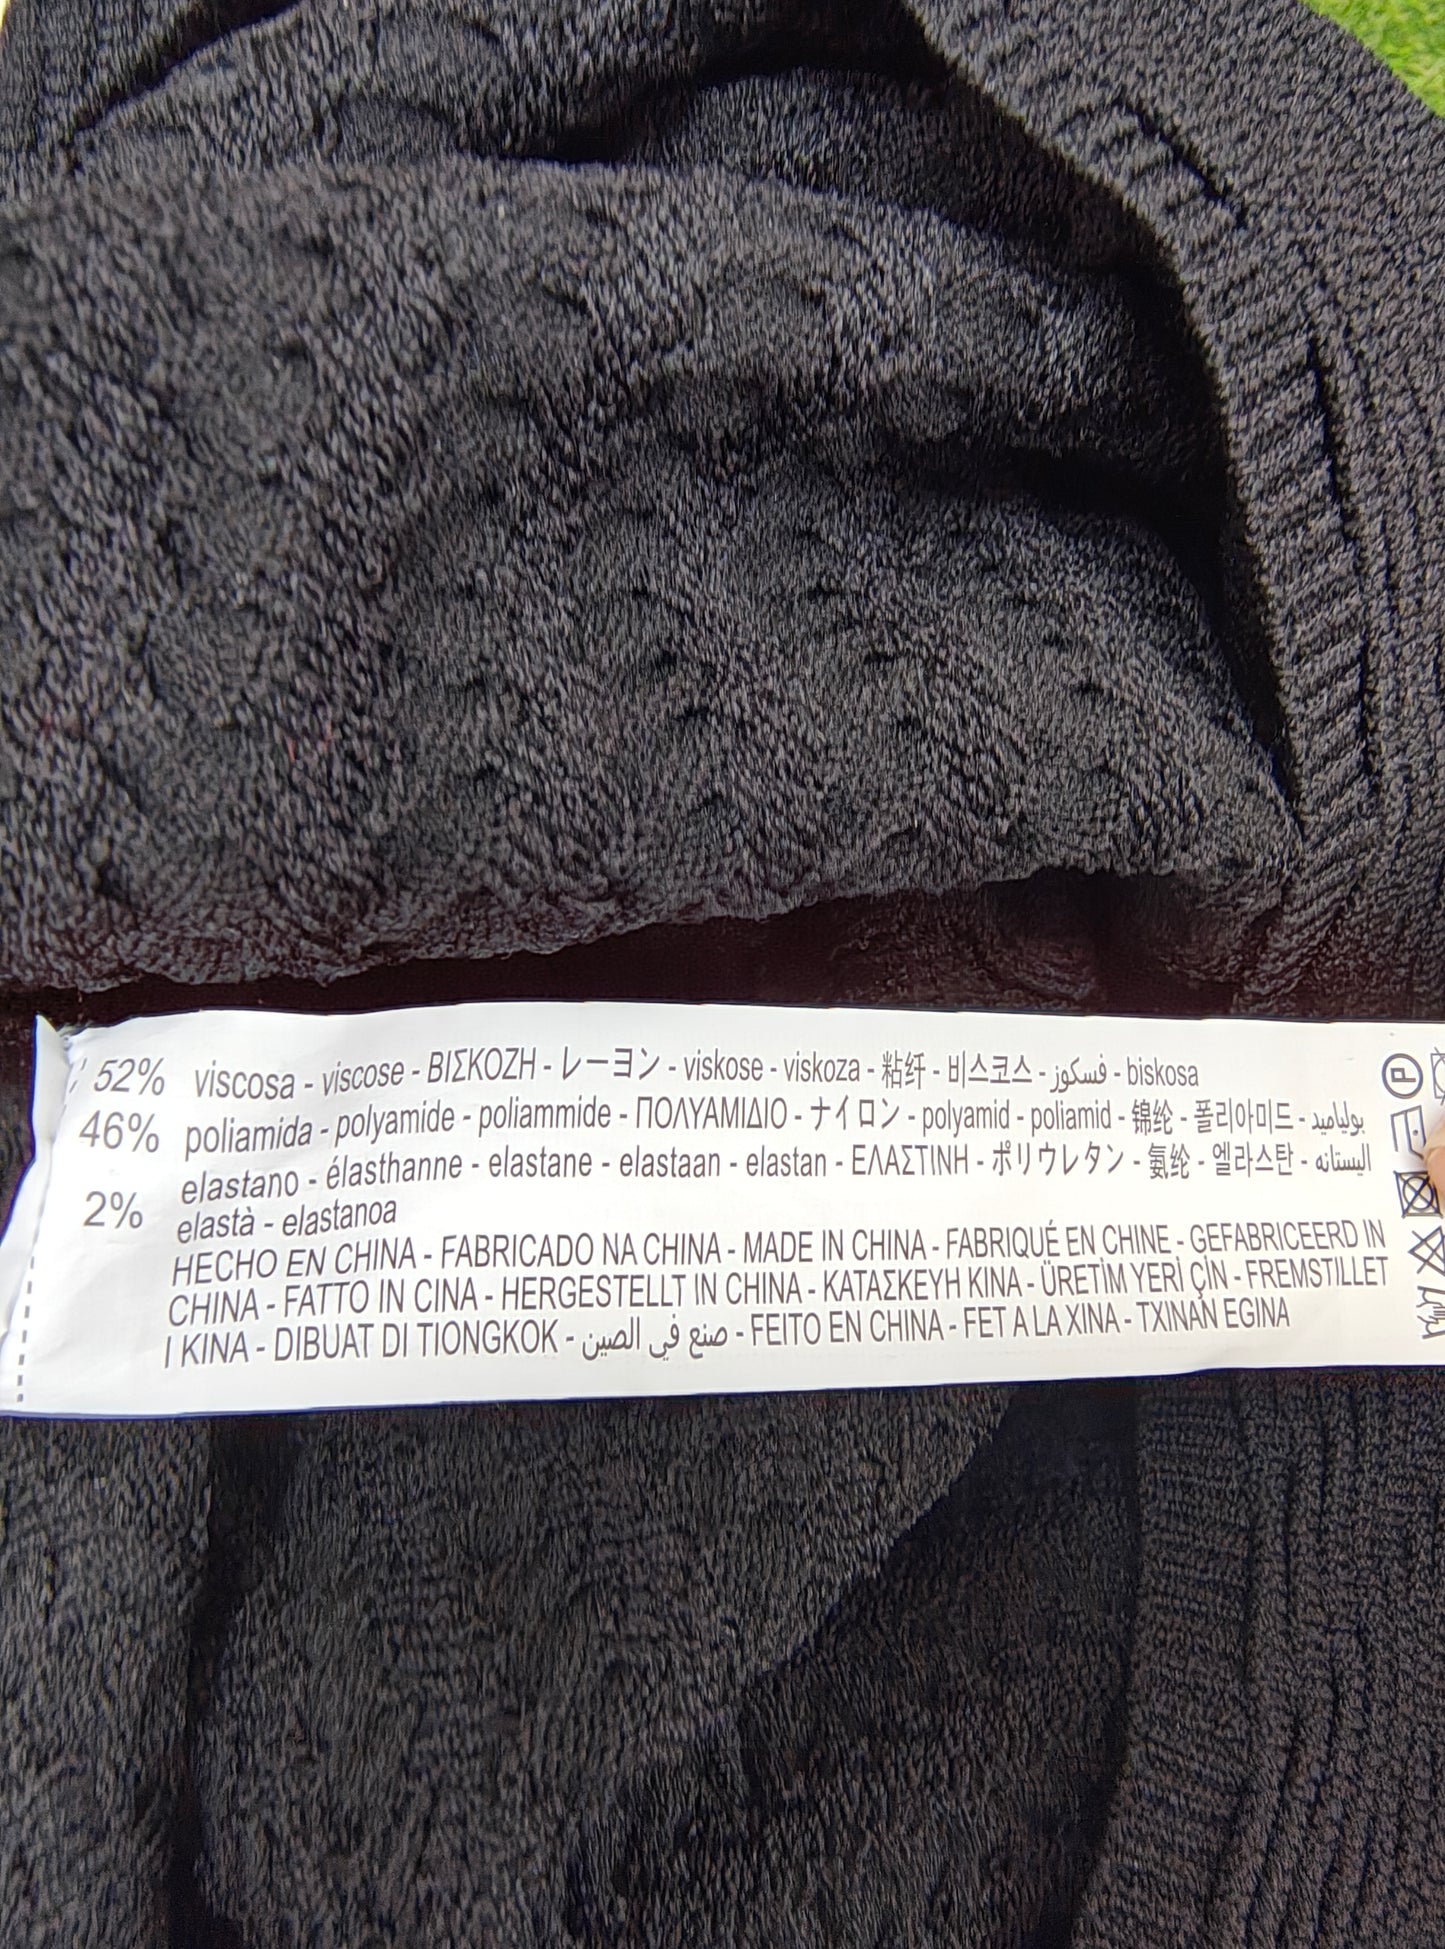 52% viscosa - viscose - ΒΙΣΚΟΖΗ - レーヨン - viskose - viskoza - 粘纤 - 비스코스 - فسكوز - biskosa
46% poliamida - polyamide - poliammide - ΠΟΛΥΑΜΙΔΙΟ - ナイロン - polyamid - poliamid - 锦纶 - 폴리아미드 - بولياميد
2% elastano - élasthanne - elastane - elastaan - elastan - ΕΛΑΣΤΙΝΗ - ポリウレタン - 氨纶 - 엘라스탄 - اليستانه
elastà - elastanoa
HECHO EN CHINA - FABRICADO NA CHINA - MADE IN CHINA - FABRIQUÉ EN CHINE - GEFABRICEERD IN
CHINA - FATTO IN CINA - HERGESTELLT IN CHINA - ΚΑΤΑΣΚΕΥΗ ΚΙΝΑ - ÜRETİM YERİ ÇİN - FREMSTILLET
I KINA - DIBUAT DI TIONGKOK - صنع في الصين - FEITO EN CHINA - FET A LA XINA - TXINAN EGINA
P